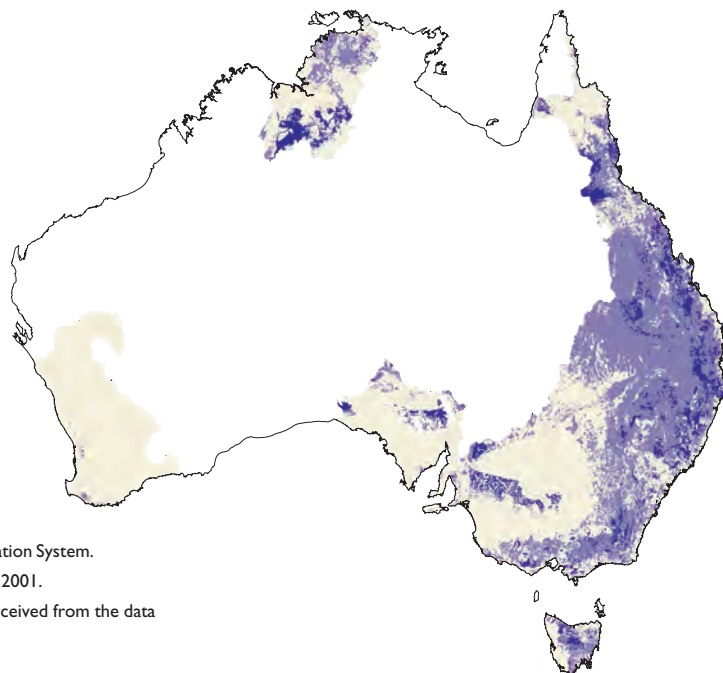 ation System.
2001.
ceived from the data